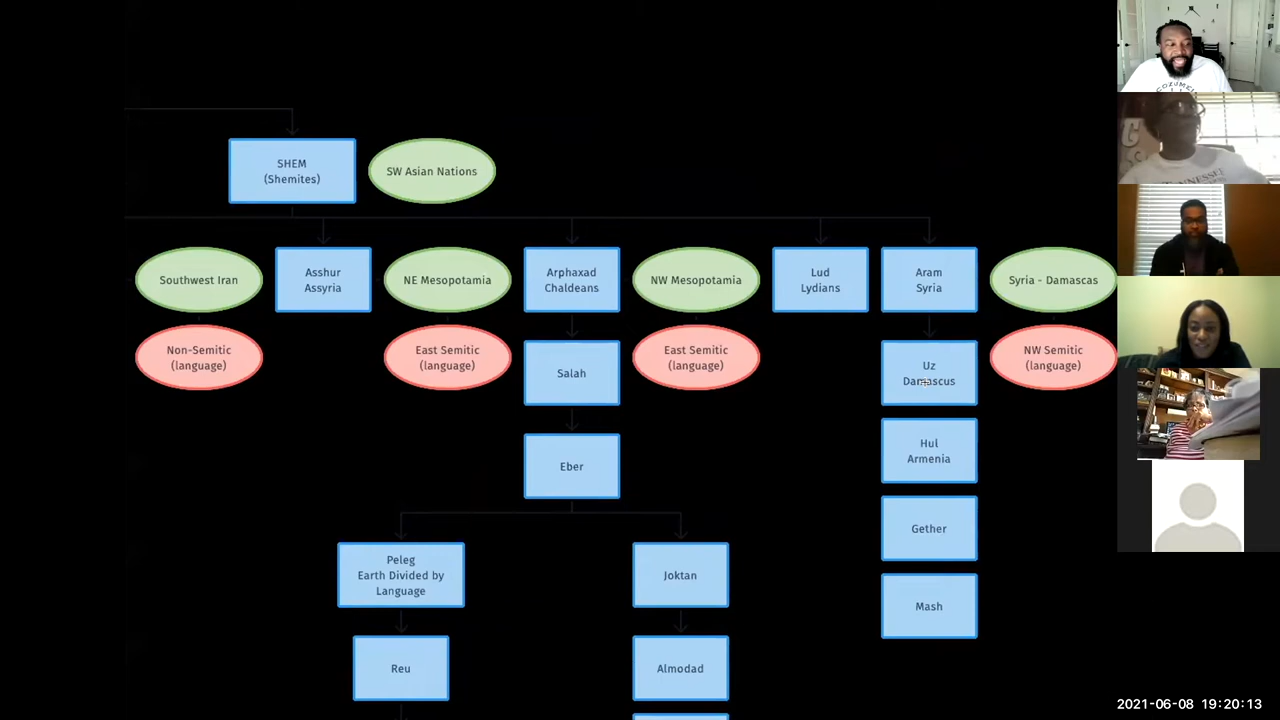 SHEM
(Shemites)
SW Asian Nations
Southwest Iran
Asshur
Assyria
NE Mesopotamia
Arphaxad
Chaldeans
NW Mesopotamia
Lud
Lydians
Aram
Syria
Syria - Damascus
Non-Semitic
(language)
East Semitic
(language)
Salah
East Semitic
(language)
Uz
Damascus
NW Semitic
(language)
Eber
Hul
Armenia
Gether
Peleg
Earth Divided by
Language
Joktan
Mash
Reu
Almodad
2021-06-08 19:20:13